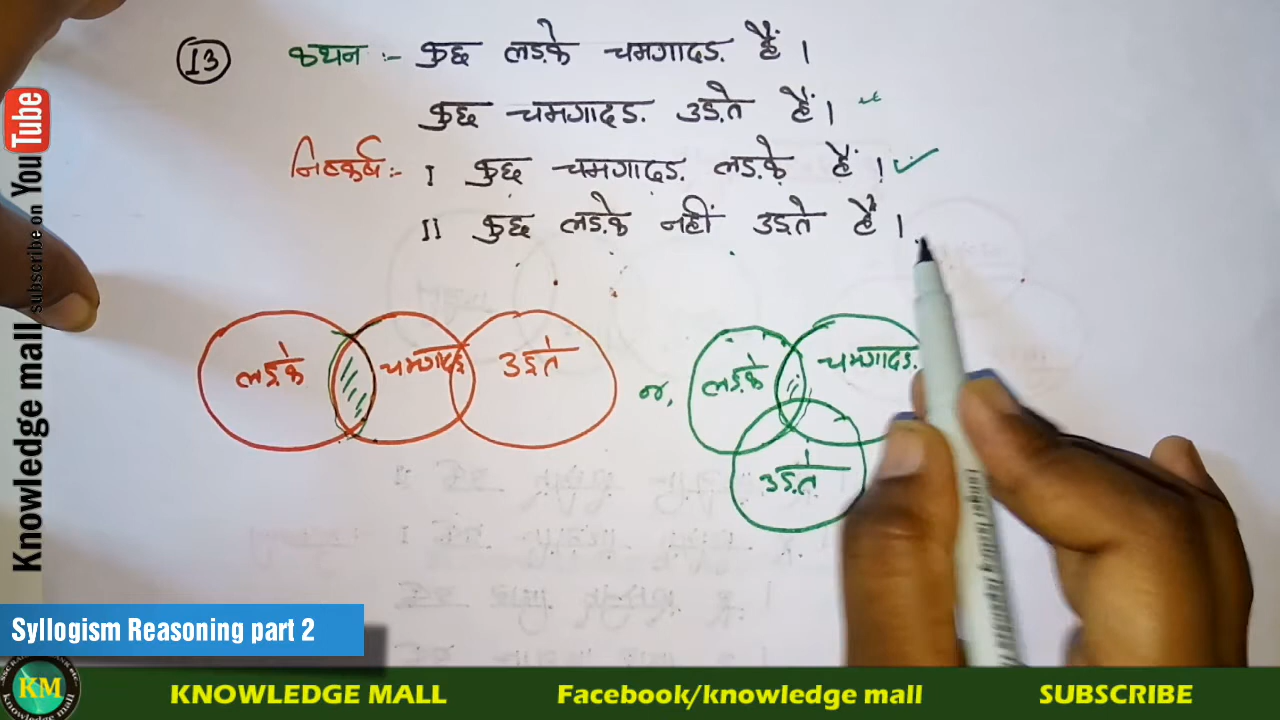 13 कथन :- कुछ लड़के चमगादड़ हैं।
कुछ चमगादड़ उड़ते हैं।
निष्कर्ष :- I कुछ चमगादड़ लड़के हैं।
II कुछ लड़के नहीं उड़ते हैं।
लड़के चमगादड़ उड़ते
लड़के चमगादड़
उड़ते
Knowledge mall subscribe on YouTube
Syllogism Reasoning part 2
KM
knowledge mall
KNOWLEDGE MALL Facebook/knowledge mall SUBSCRIBE